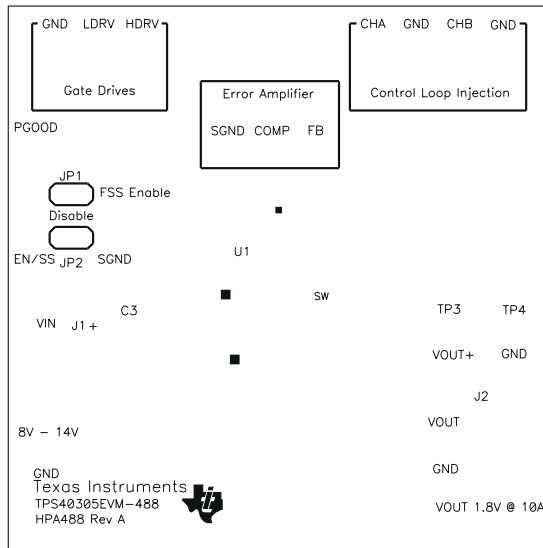 GND LDRV HDRV
Gate Drives
CHA GND CHB GND
Control Loop Injection
Error Amplifier
SGND COMP FB
PGOOD
JP1
FSS Enable
Disable
EN/SS JP2 SGND
U1
SW
C3
VIN J1 +
TP3 TP4
VOUT+ GND
J2
VOUT
8V - 14V
GND
GND
Texas Instruments
TPS40305EVM-488
HPA488 Rev A
VOUT 1.8V @ 10A